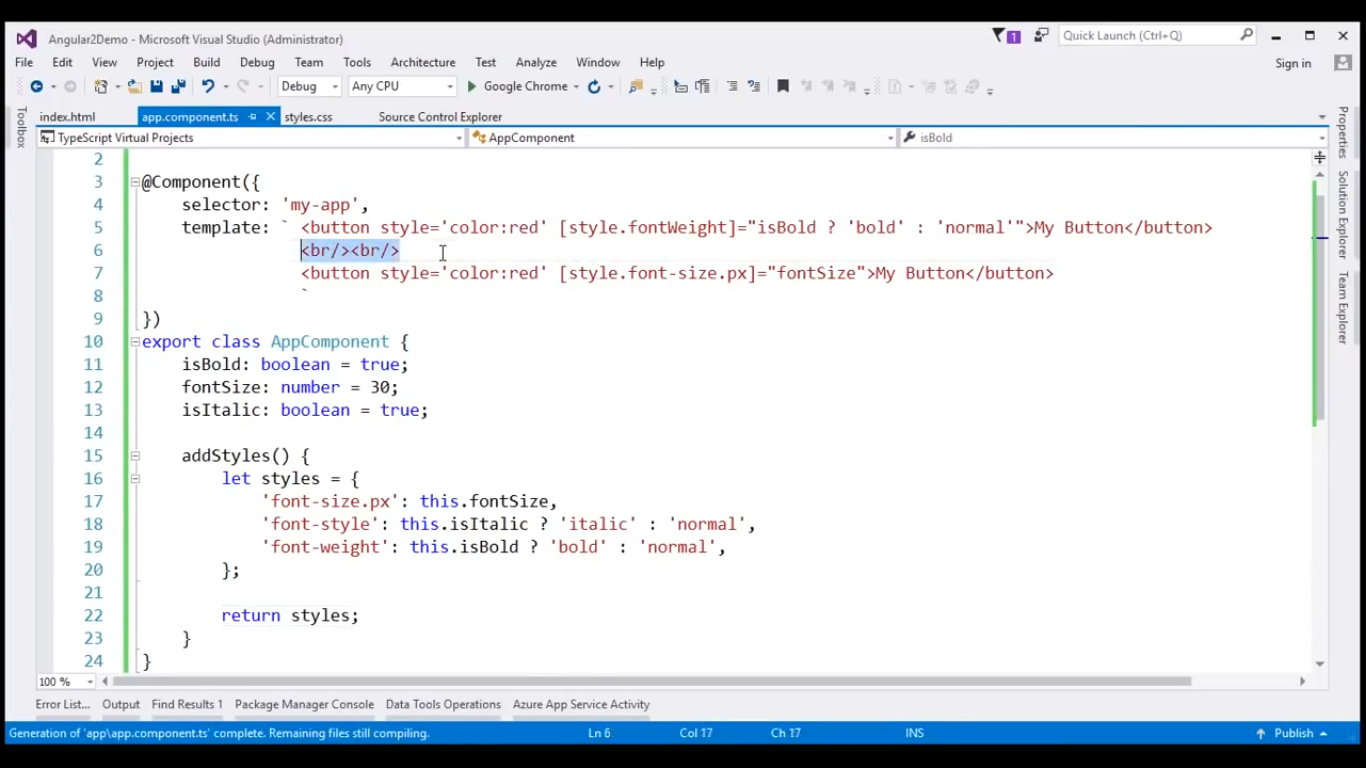 Angular2Demo - Microsoft Visual Studio (Administrator)
1
Quick Launch (Ctrl+Q)
File Edit View Project Build Debug Team Tools Architecture Test Analyze Window Help
Sign in
Debug Any CPU Google Chrome
Toolbox
index.html app.component.ts styles.css Source Control Explorer
TypeScript Virtual Projects AppComponent isBold
2
3 @Component({
4 selector: 'my-app',
5 template: ` <button style='color:red' [style.fontWeight]="isBold ? 'bold' : 'normal'">My Button</button>
6 <br/><br/>
7 <button style='color:red' [style.font-size.px]="fontSize">My Button</button>
8 `
9 })
10 export class AppComponent {
11 isBold: boolean = true;
12 fontSize: number = 30;
13 isItalic: boolean = true;
14
15 addStyles() {
16 let styles = {
17 'font-size.px': this.fontSize,
18 'font-style': this.isItalic ? 'italic' : 'normal',
19 'font-weight': this.isBold ? 'bold' : 'normal',
20 };
21
22 return styles;
23 }
24 }
Properties
Solution Explorer
Team Explorer
100 %
Error List... Output Find Results 1 Package Manager Console Data Tools Operations Azure App Service Activity
Generation of 'app\app.component.ts' complete. Remaining files still compiling. Ln 6 Col 17 Ch 17 INS Publish